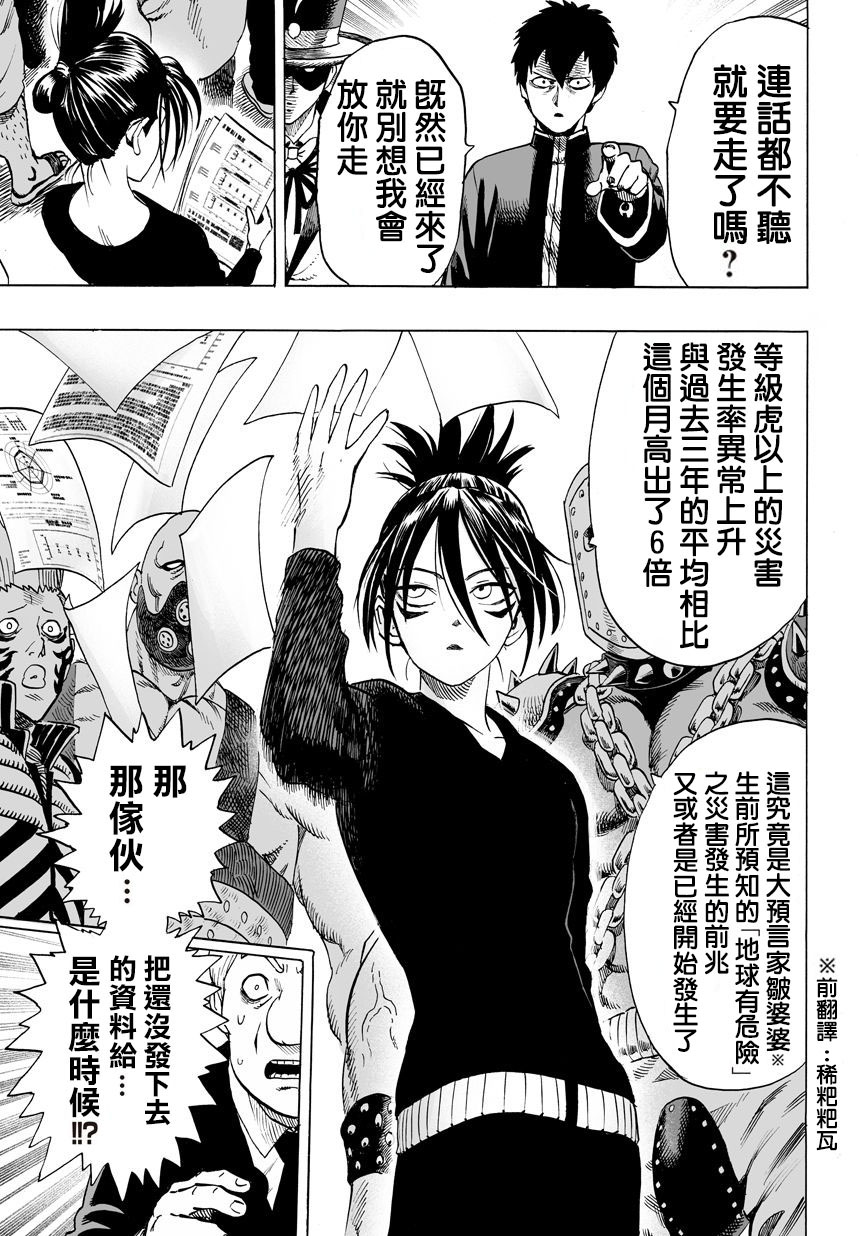 連話都不聽
就要走了嗎?
既然已經來了
就別想我會
放你走
等級虎以上的災害
發生率異常上升
與過去三年的平均相比
這個月高出了6倍
這究竟是大預言家皺婆婆※
生前所預知的「地球有危險」
之災害發生的前兆
又或者是已經開始發生了
那
那傢伙…
把還沒發下去
的資料給…
是什麼時候!!?
※前翻譯：稀粑粑瓦